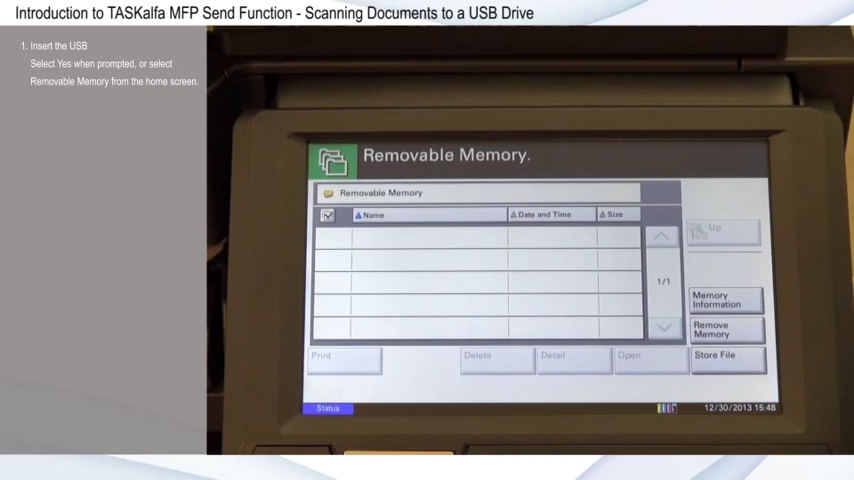 Introduction to TASKalfa MFP Send Function - Scanning Documents to a USB Drive
1. Insert the USB
Select Yes when prompted, or select
Removable Memory from the home screen.
Removable Memory.
Removable Memory
Name
Date and Time
Size
Up
1/1
Memory
Information
Remove
Memory
Print
Delete
Detail
Open
Store File
Status
12/30/2013 15:48